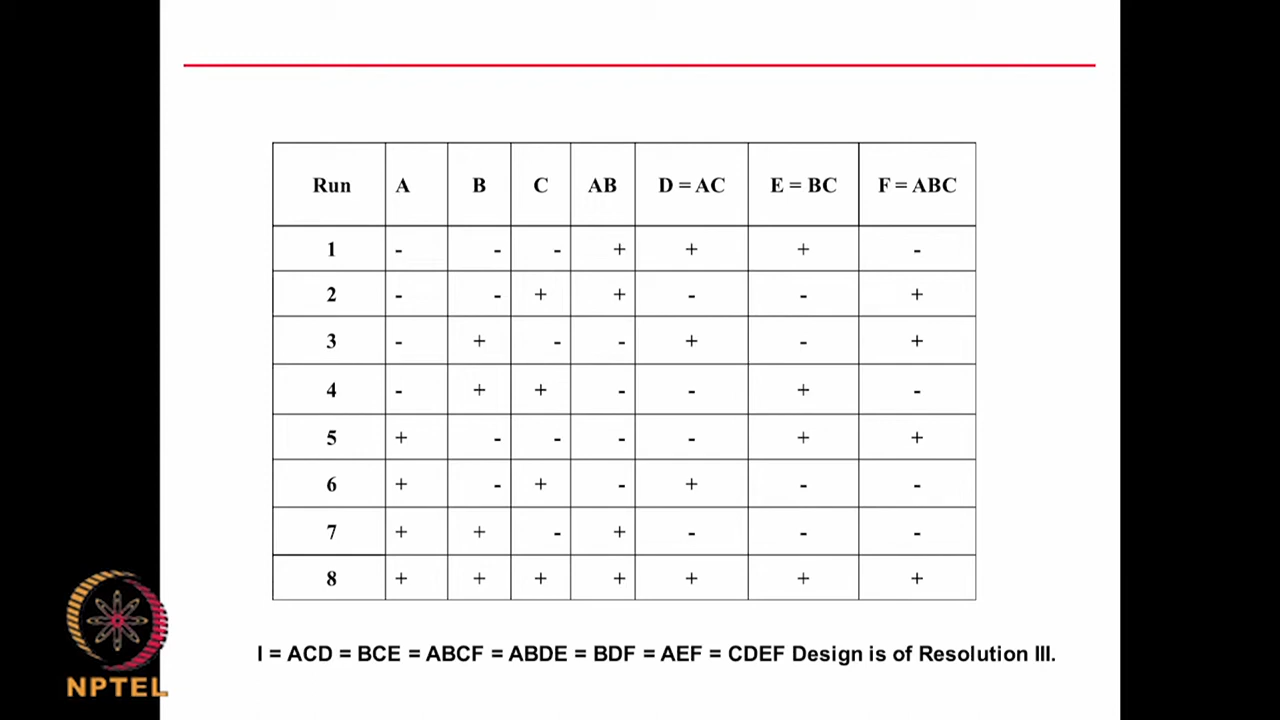 Run A B C AB D = AC E = BC F = ABC
1 - - - + + + -
2 - - + + - - +
3 - + - - + - +
4 - + + - - + -
5 + - - - - + +
6 + - + - + - -
7 + + - + - - -
8 + + + + + + +
I = ACD = BCE = ABCF = ABDE = BDF = AEF = CDEF Design is of Resolution III.
NPTEL